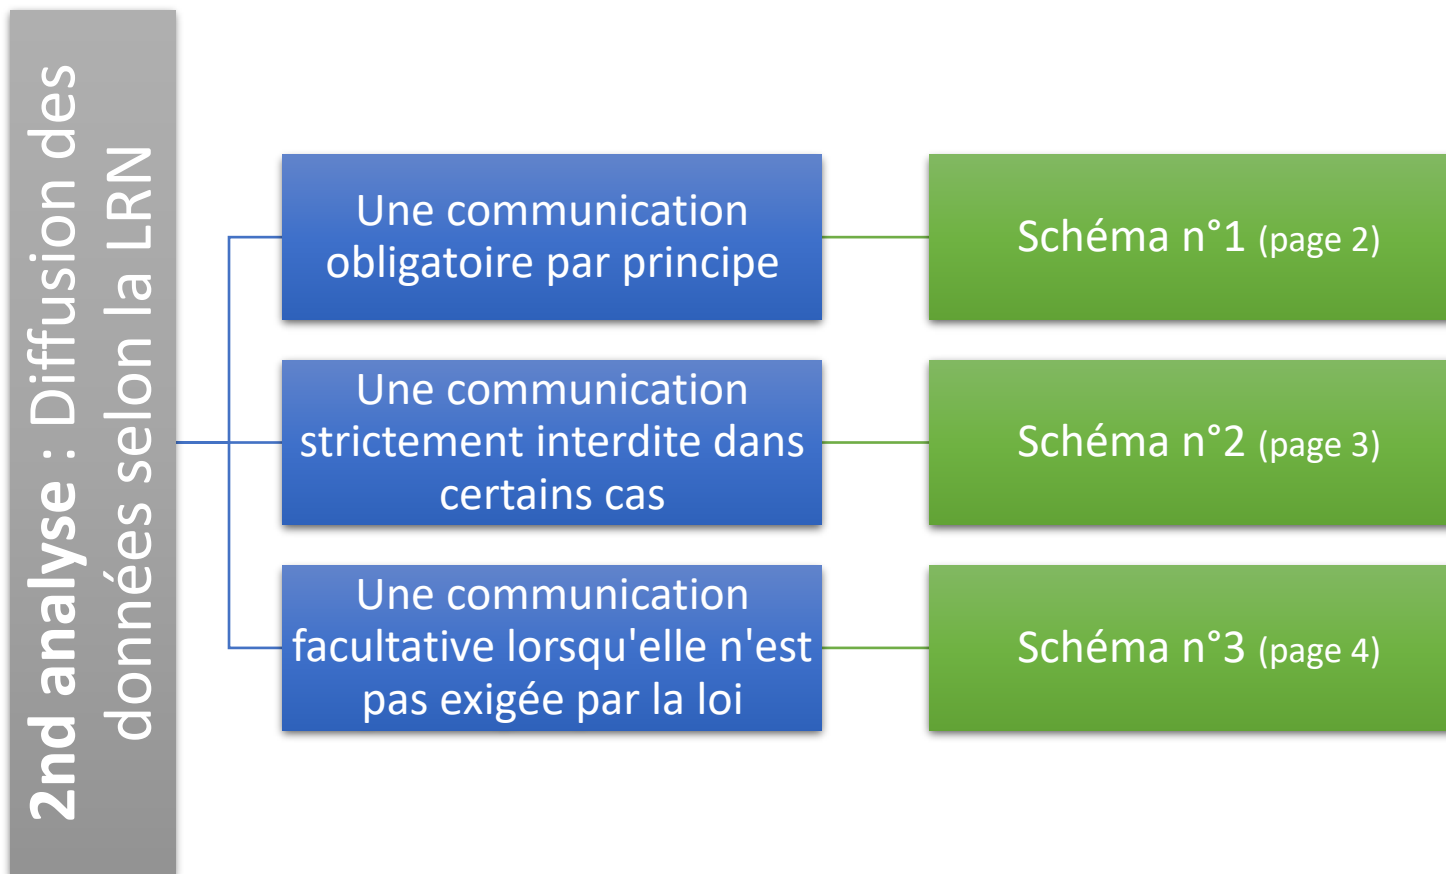 2nd analyse : Diffusion des
données selon la LRN
Une communication
obligatoire par principe
Schéma n°1 (page 2)
Une communication
strictement interdite dans
certains cas
Schéma n°2 (page 3)
Une communication
facultative lorsqu'elle n'est
pas exigée par la loi
Schéma n°3 (page 4)